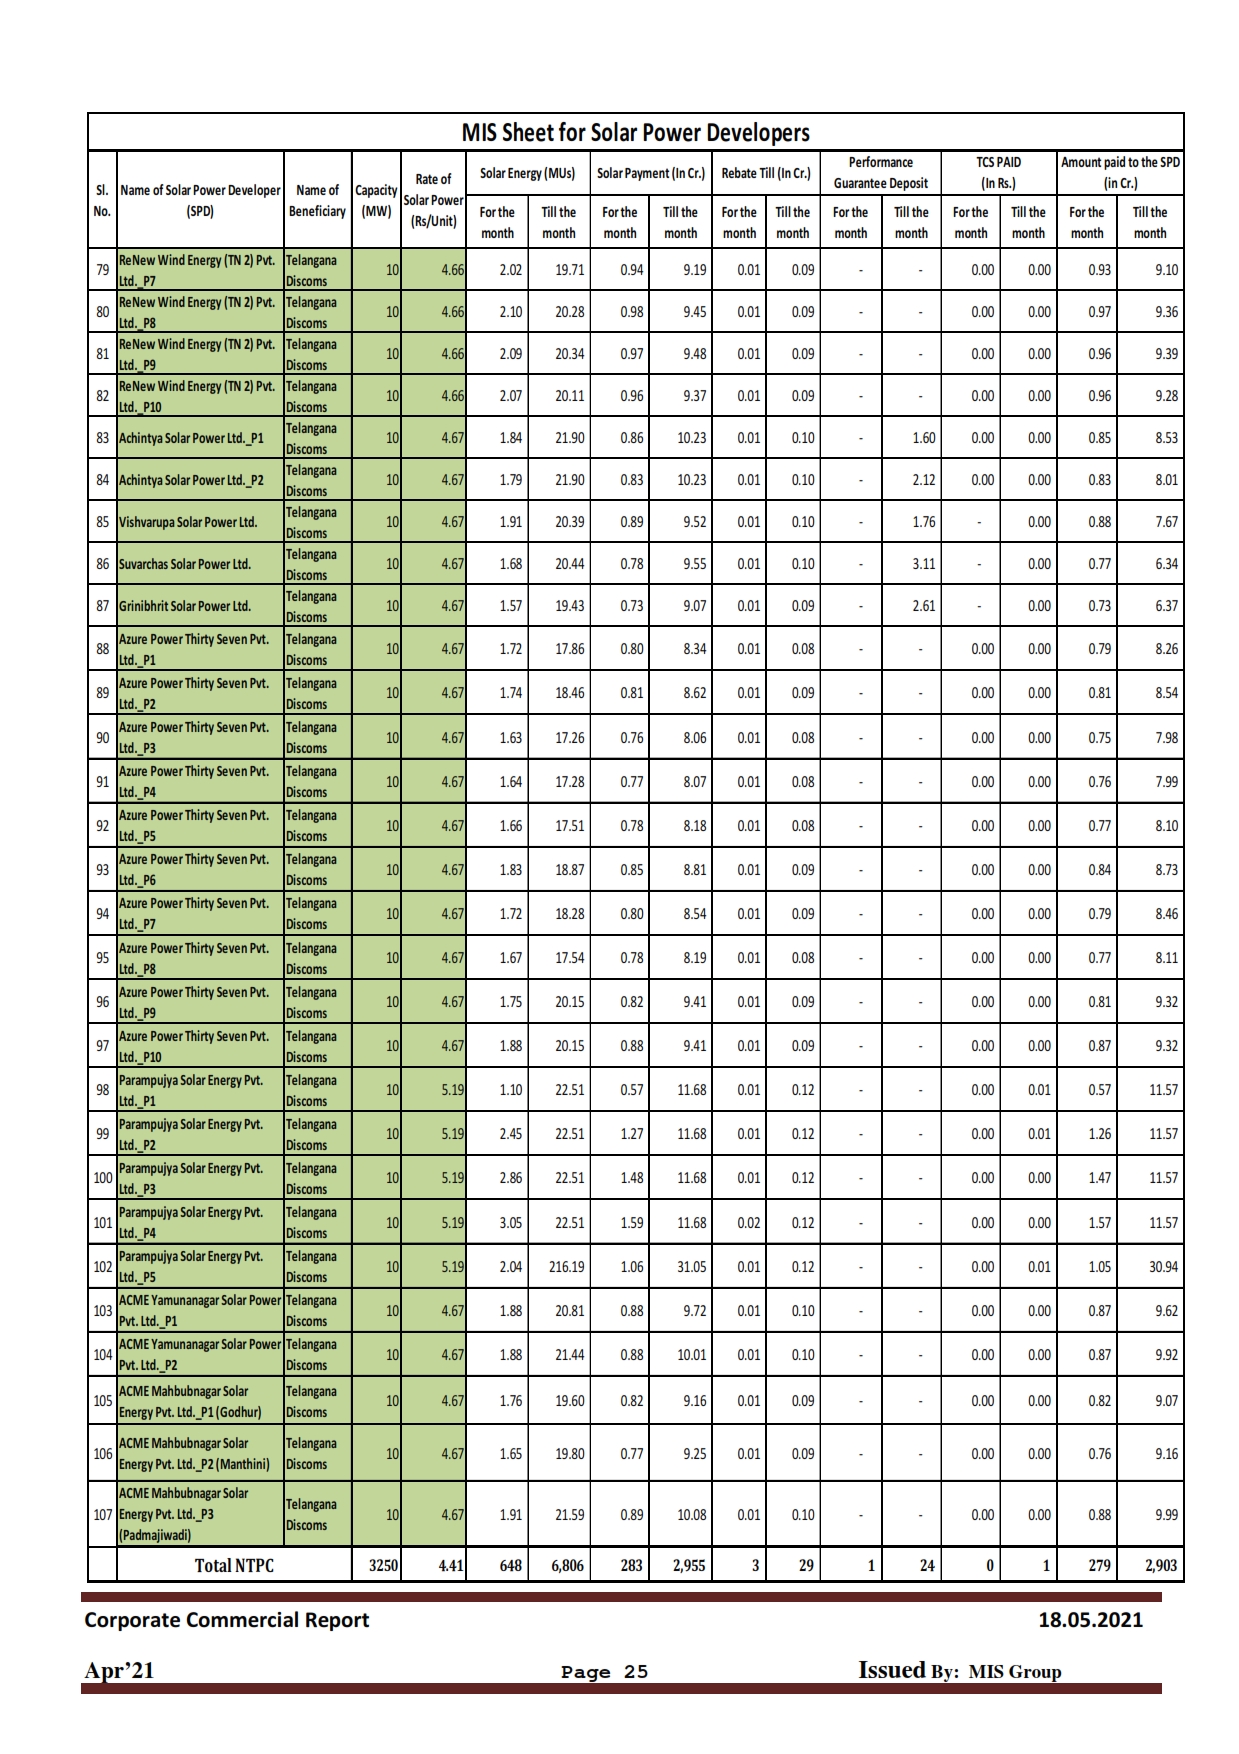 MIS Sheet for Solar Power Developers
Sl. No. Name of Solar Power Developer (SPD) Name of Beneficiary Capacity (MW) Rate of Solar Power (Rs/Unit) Solar Energy (MUs) Solar Payment (In Cr.) Rebate Till (In Cr.) Performance Guarantee Deposit TCS PAID (In Rs.) Amount paid to the SPD (in Cr.)
For the month Till the month For the month Till the month For the month Till the month For the month Till the month For the month Till the month For the month Till the month
79 ReNew Wind Energy (TN 2) Pvt. Ltd._P7 Telangana Discoms 10 4.66 2.02 19.71 0.94 9.19 0.01 0.09 - - 0.00 0.00 0.93 9.10
80 ReNew Wind Energy (TN 2) Pvt. Ltd._P8 Telangana Discoms 10 4.66 2.10 20.28 0.98 9.45 0.01 0.09 - - 0.00 0.00 0.97 9.36
81 ReNew Wind Energy (TN 2) Pvt. Ltd._P9 Telangana Discoms 10 4.66 2.09 20.34 0.97 9.48 0.01 0.09 - - 0.00 0.00 0.96 9.39
82 ReNew Wind Energy (TN 2) Pvt. Ltd._P10 Telangana Discoms 10 4.66 2.07 20.11 0.96 9.37 0.01 0.09 - - 0.00 0.00 0.96 9.28
83 Achintya Solar Power Ltd._P1 Telangana Discoms 10 4.67 1.84 21.90 0.86 10.23 0.01 0.10 - 1.60 0.00 0.00 0.85 8.53
84 Achintya Solar Power Ltd._P2 Telangana Discoms 10 4.67 1.79 21.90 0.83 10.23 0.01 0.10 - 2.12 0.00 0.00 0.83 8.01
85 Vishvarupa Solar Power Ltd. Telangana Discoms 10 4.67 1.91 20.39 0.89 9.52 0.01 0.10 - 1.76 - 0.00 0.88 7.67
86 Suvarchas Solar Power Ltd. Telangana Discoms 10 4.67 1.68 20.44 0.78 9.55 0.01 0.10 - 3.11 - 0.00 0.77 6.34
87 Grinibhrit Solar Power Ltd. Telangana Discoms 10 4.67 1.57 19.43 0.73 9.07 0.01 0.09 - 2.61 - 0.00 0.73 6.37
88 Azure Power Thirty Seven Pvt. Ltd._P1 Telangana Discoms 10 4.67 1.72 17.86 0.80 8.34 0.01 0.08 - - 0.00 0.00 0.79 8.26
89 Azure Power Thirty Seven Pvt. Ltd._P2 Telangana Discoms 10 4.67 1.74 18.46 0.81 8.62 0.01 0.09 - - 0.00 0.00 0.81 8.54
90 Azure Power Thirty Seven Pvt. Ltd._P3 Telangana Discoms 10 4.67 1.63 17.26 0.76 8.06 0.01 0.08 - - 0.00 0.00 0.75 7.98
91 Azure Power Thirty Seven Pvt. Ltd._P4 Telangana Discoms 10 4.67 1.64 17.28 0.77 8.07 0.01 0.08 - - 0.00 0.00 0.76 7.99
92 Azure Power Thirty Seven Pvt. Ltd._P5 Telangana Discoms 10 4.67 1.66 17.51 0.78 8.18 0.01 0.08 - - 0.00 0.00 0.77 8.10
93 Azure Power Thirty Seven Pvt. Ltd._P6 Telangana Discoms 10 4.67 1.83 18.87 0.85 8.81 0.01 0.09 - - 0.00 0.00 0.84 8.73
94 Azure Power Thirty Seven Pvt. Ltd._P7 Telangana Discoms 10 4.67 1.72 18.28 0.80 8.54 0.01 0.09 - - 0.00 0.00 0.79 8.46
95 Azure Power Thirty Seven Pvt. Ltd._P8 Telangana Discoms 10 4.67 1.67 17.54 0.78 8.19 0.01 0.08 - - 0.00 0.00 0.77 8.11
96 Azure Power Thirty Seven Pvt. Ltd._P9 Telangana Discoms 10 4.67 1.75 20.15 0.82 9.41 0.01 0.09 - - 0.00 0.00 0.81 9.32
97 Azure Power Thirty Seven Pvt. Ltd._P10 Telangana Discoms 10 4.67 1.88 20.15 0.88 9.41 0.01 0.09 - - 0.00 0.00 0.87 9.32
98 Parampujya Solar Energy Pvt. Ltd._P1 Telangana Discoms 10 5.19 1.10 22.51 0.57 11.68 0.01 0.12 - - 0.00 0.01 0.57 11.57
99 Parampujya Solar Energy Pvt. Ltd._P2 Telangana Discoms 10 5.19 2.45 22.51 1.27 11.68 0.01 0.12 - - 0.00 0.01 1.26 11.57
100 Parampujya Solar Energy Pvt. Ltd._P3 Telangana Discoms 10 5.19 2.86 22.51 1.48 11.68 0.01 0.12 - - 0.00 0.00 1.47 11.57
101 Parampujya Solar Energy Pvt. Ltd._P4 Telangana Discoms 10 5.19 3.05 22.51 1.59 11.68 0.02 0.12 - - 0.00 0.00 1.57 11.57
102 Parampujya Solar Energy Pvt. Ltd._P5 Telangana Discoms 10 5.19 2.04 216.19 1.06 31.05 0.01 0.12 - - 0.00 0.01 1.05 30.94
103 ACME Yamunanagar Solar Power Pvt. Ltd._P1 Telangana Discoms 10 4.67 1.88 20.81 0.88 9.72 0.01 0.10 - - 0.00 0.00 0.87 9.62
104 ACME Yamunanagar Solar Power Pvt. Ltd._P2 Telangana Discoms 10 4.67 1.88 21.44 0.88 10.01 0.01 0.10 - - 0.00 0.00 0.87 9.92
105 ACME Mahbubnagar Solar Energy Pvt. Ltd._P1 (Godhur) Telangana Discoms 10 4.67 1.76 19.60 0.82 9.16 0.01 0.09 - - 0.00 0.00 0.82 9.07
106 ACME Mahbubnagar Solar Energy Pvt. Ltd._P2 (Manthini) Telangana Discoms 10 4.67 1.65 19.80 0.77 9.25 0.01 0.09 - - 0.00 0.00 0.76 9.16
107 ACME Mahbubnagar Solar Energy Pvt. Ltd._P3 (Padmajiwadi) Telangana Discoms 10 4.67 1.91 21.59 0.89 10.08 0.01 0.10 - - 0.00 0.00 0.88 9.99
Total NTPC 3250 4.41 648 6,806 283 2,955 3 29 1 24 0 1 279 2,903
Corporate Commercial Report 18.05.2021
Apr’21 Page 25 Issued By: MIS Group